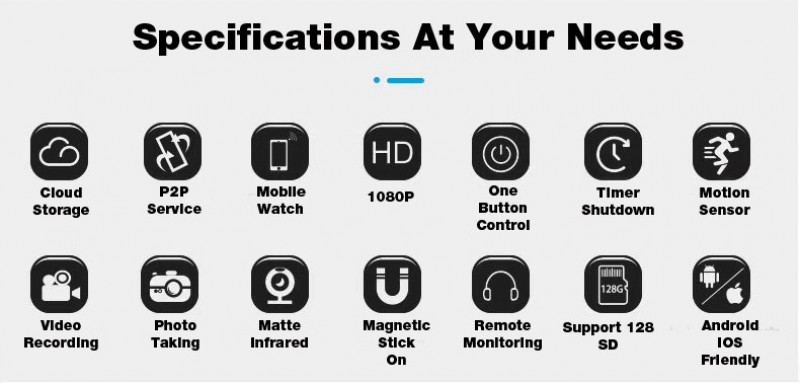 Specifications At Your Needs
HD
Cloud
Storage
P2P
Service
Mobile
Watch
1080P
One
Button
Control
Timer
Shutdown
Motion
Sensor
128G
Video
Recording
Photo
Taking
Matte
Infrared
Magnetic
Stick
On
Remote
Monitoring
Support 128
SD
Android
IOS
Friendly